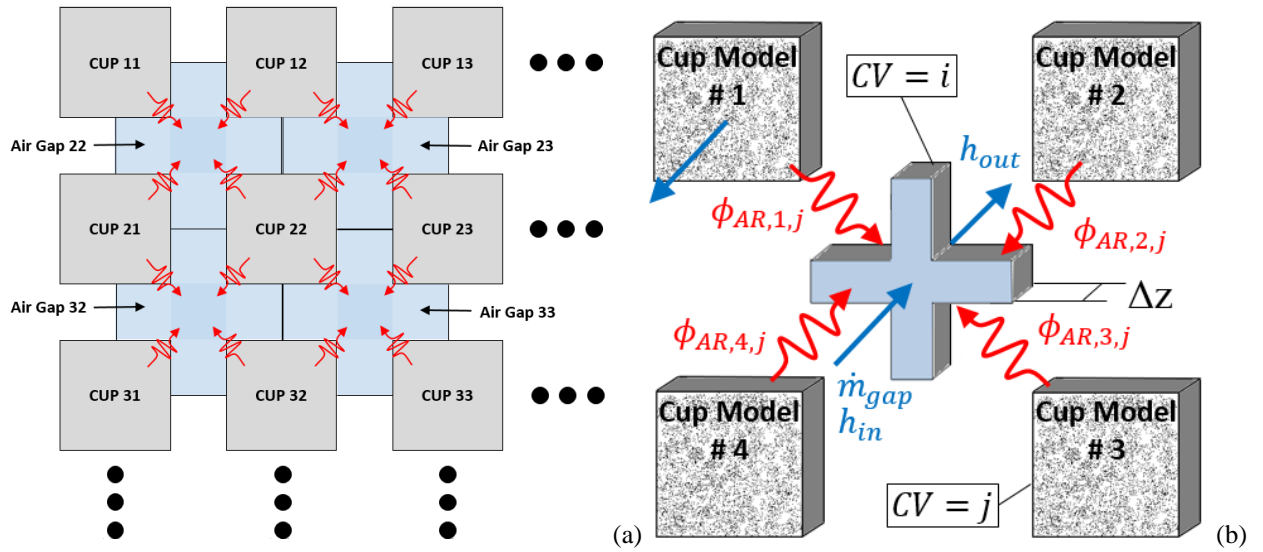 CUP 11
CUP 12
CUP 13
Air Gap 22
Air Gap 23
CUP 21
CUP 22
CUP 23
Air Gap 32
Air Gap 33
CUP 31
CUP 32
CUP 33
(a)
Cup Model
# 1
CV = i
Cup Model
# 2
h_out
ϕ_AR,1,j
ϕ_AR,2,j
Δz
ϕ_AR,4,j
ϕ_AR,3,j
ṁ_gap
h_in
Cup Model
# 4
Cup Model
# 3
CV = j
(b)